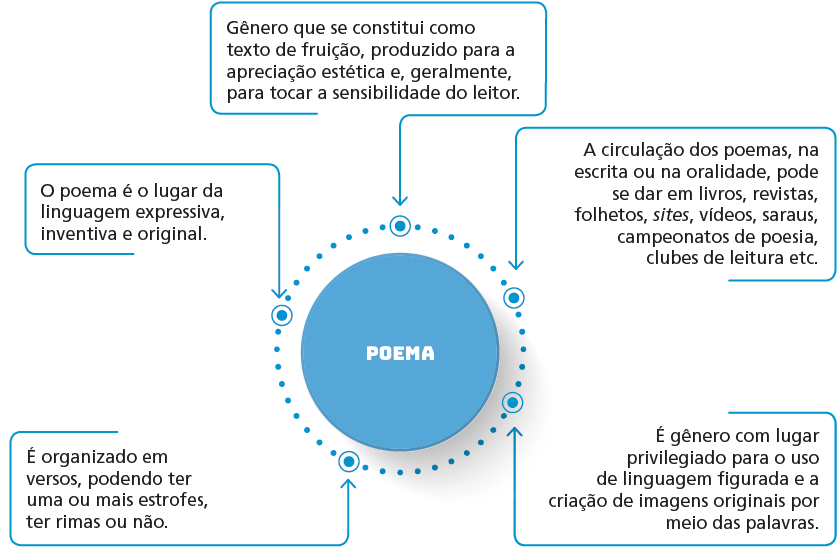 Gênero que se constitui como
texto de fruição, produzido para a
apreciação estética e, geralmente,
para tocar a sensibilidade do leitor.
A circulação dos poemas, na
escrita ou na oralidade, pode
se dar em livros, revistas,
folhetos, sites, vídeos, saraus,
campeonatos de poesia,
clubes de leitura etc.
O poema é o lugar da
linguagem expressiva,
inventiva e original.
POEMA
É organizado em
versos, podendo ter
uma ou mais estrofes,
ter rimas ou não.
É gênero com lugar
privilegiado para o uso
de linguagem figurada e a
criação de imagens originais por
meio das palavras.